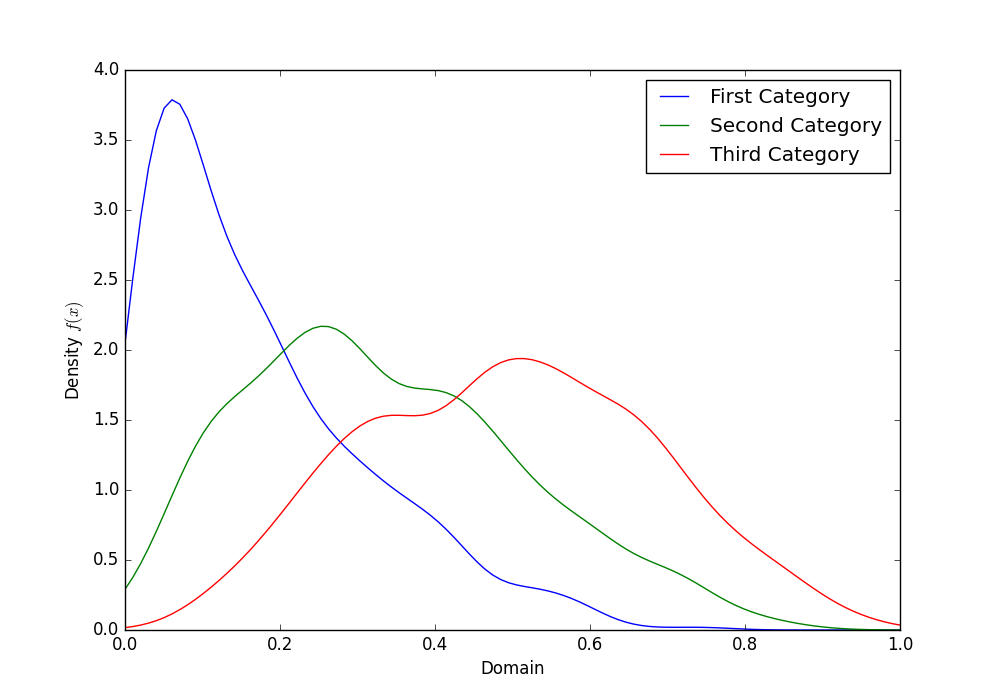 4.0
3.5
3.0
2.5
2.0
1.5
1.0
0.5
0.0
Density f(x)
First Category
Second Category
Third Category
0.0 0.2 0.4 0.6 0.8 1.0
Domain